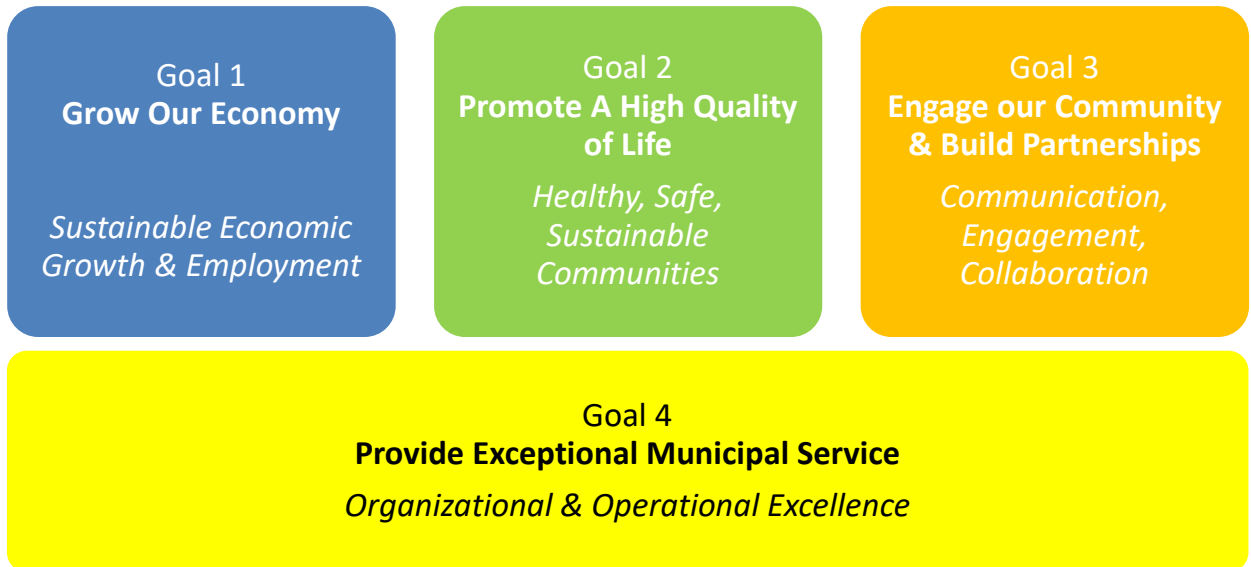 Goal 1
Grow Our Economy
Sustainable Economic
Growth & Employment
Goal 2
Promote A High Quality
of Life
Healthy, Safe,
Sustainable
Communities
Goal 3
Engage our Community
& Build Partnerships
Communication,
Engagement,
Collaboration
Goal 4
Provide Exceptional Municipal Service
Organizational & Operational Excellence